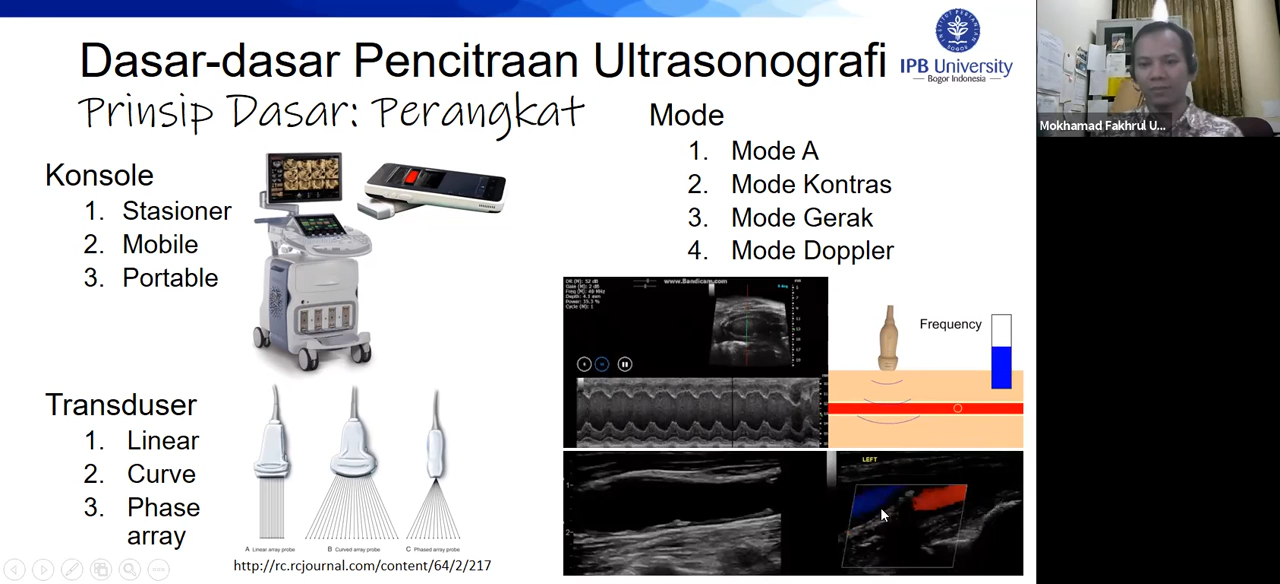 Dasar-dasar Pencitraan Ultrasonografi
IPB University
Bogor Indonesia
Prinsip Dasar: Perangkat
Konsole
1. Stasioner
2. Mobile
3. Portable
Transduser
1. Linear
2. Curve
3. Phase
array
A Linear array probe
B Curved array probe
C Phased array probe
http://rc.rcjournal.com/content/64/2/217
Mode
1. Mode A
2. Mode Kontras
3. Mode Gerak
4. Mode Doppler
www.Bandicam.com
Frequency
LEFT
Mokhamad Fakhrul U...